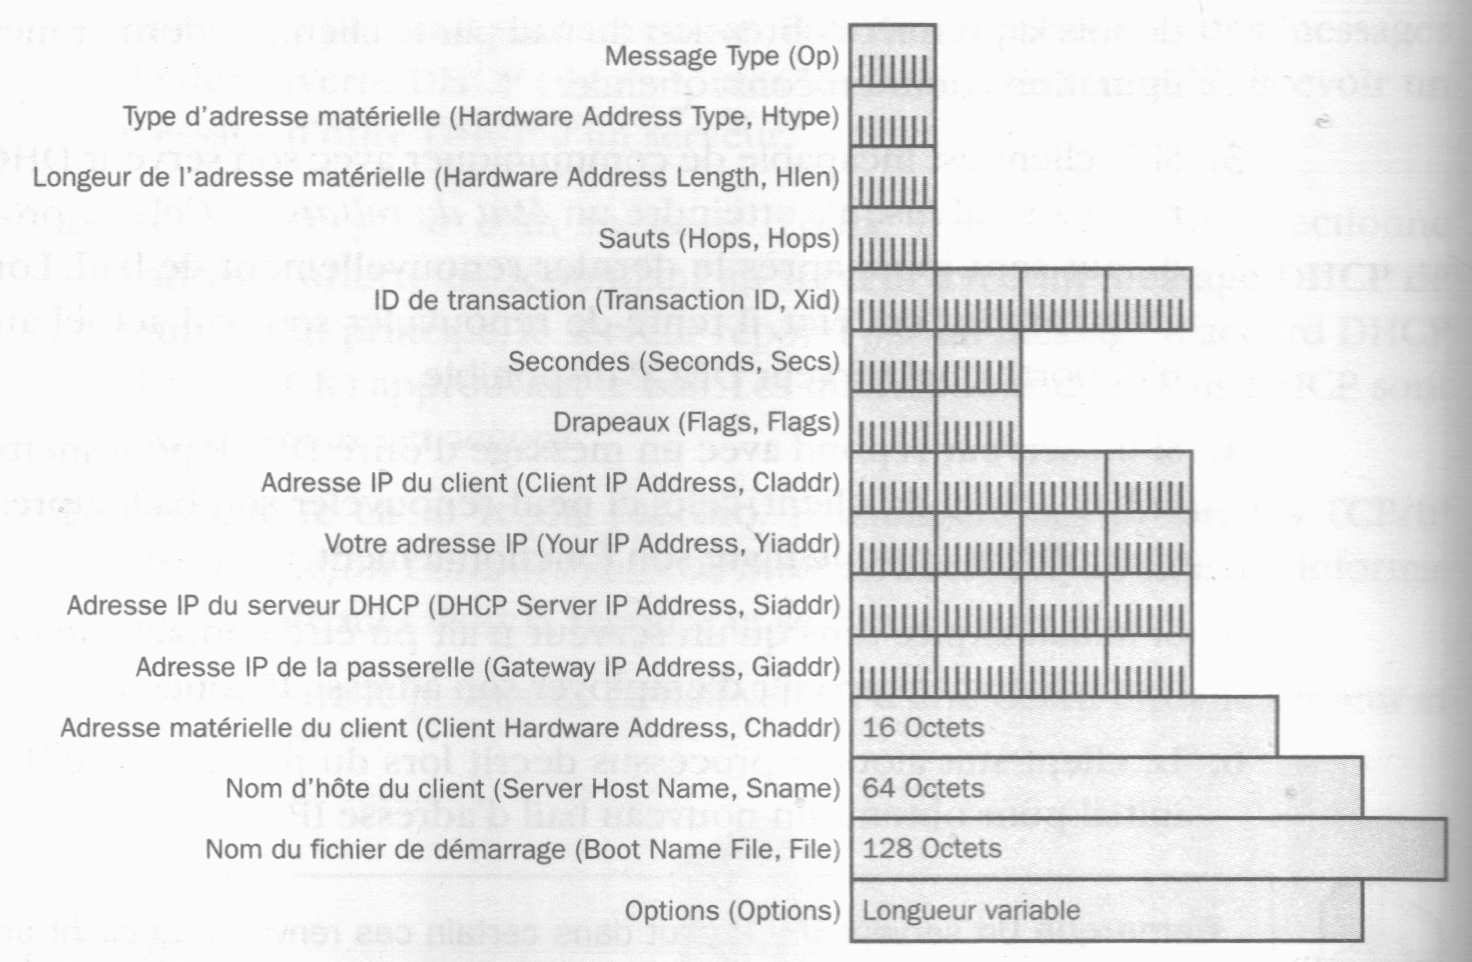 Message Type (Op)
Type d'adresse matérielle (Hardware Address Type, Htype)
Longeur de l'adresse matérielle (Hardware Address Length, Hlen)
Sauts (Hops, Hops)
ID de transaction (Transaction ID, Xid)
Secondes (Seconds, Secs)
Drapeaux (Flags, Flags)
Adresse IP du client (Client IP Address, Claddr)
Votre adresse IP (Your IP Address, Yiaddr)
Adresse IP du serveur DHCP (DHCP Server IP Address, Siaddr)
Adresse IP de la passerelle (Gateway IP Address, Giaddr)
Adresse matérielle du client (Client Hardware Address, Chaddr) 16 Octets
Nom d'hôte du client (Server Host Name, Sname) 64 Octets
Nom du fichier de démarrage (Boot Name File, File) 128 Octets
Options (Options) Longueur variable